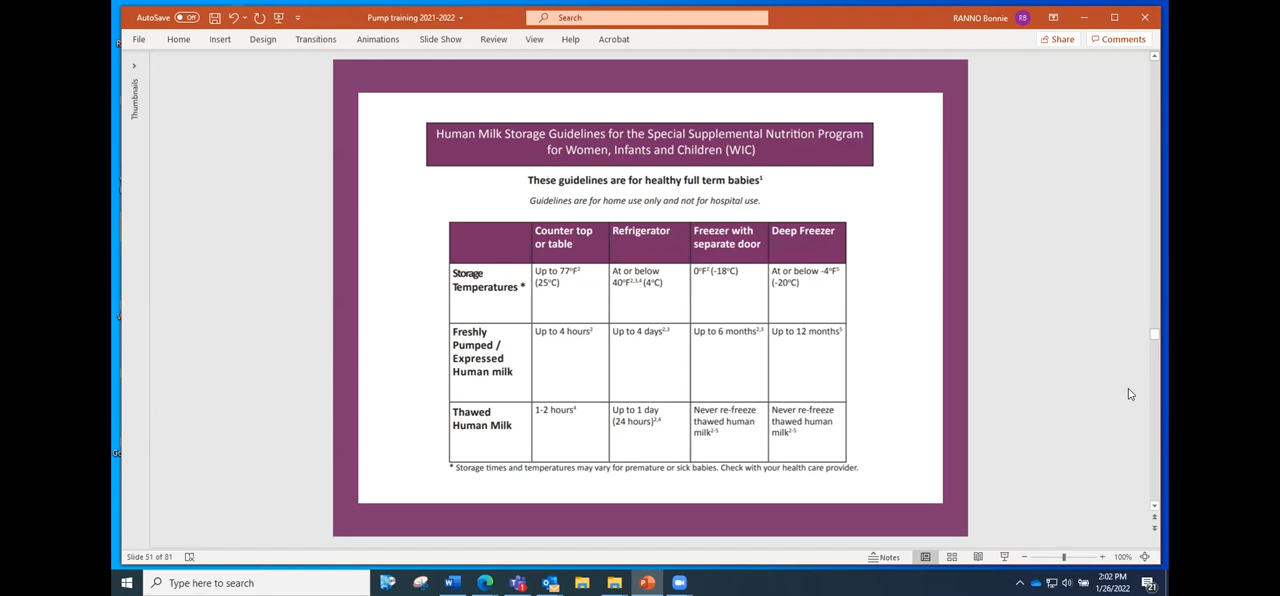 AutoSave Off
Pump training 2021-2022
Search
RANNO Bonnie RB
File Home Insert Design Transitions Animations Slide Show Review View Help Acrobat
Share Comments
Thumbnails
Human Milk Storage Guidelines for the Special Supplemental Nutrition Program
for Women, Infants and Children (WIC)
These guidelines are for healthy full term babies¹
Guidelines are for home use only and not for hospital use.
Counter top
or table
Refrigerator
Freezer with
separate door
Deep Freezer
Storage
Temperatures *
Up to 77°F²
(25°C)
At or below
40°F²,³,⁴ (4°C)
0°F² (-18°C)
At or below -4°F⁵
(-20°C)
Freshly
Pumped /
Expressed
Human milk
Up to 4 hours²
Up to 4 days²,³
Up to 6 months²,³
Up to 12 months⁵
Thawed
Human Milk
1-2 hours⁴
Up to 1 day
(24 hours)²,⁴
Never re-freeze
thawed human
milk²-⁵
Never re-freeze
thawed human
milk²-⁵
* Storage times and temperatures may vary for premature or sick babies. Check with your health care provider.
Slide 51 of 81
Notes
100%
Type here to search
2:02 PM
1/26/2022
21